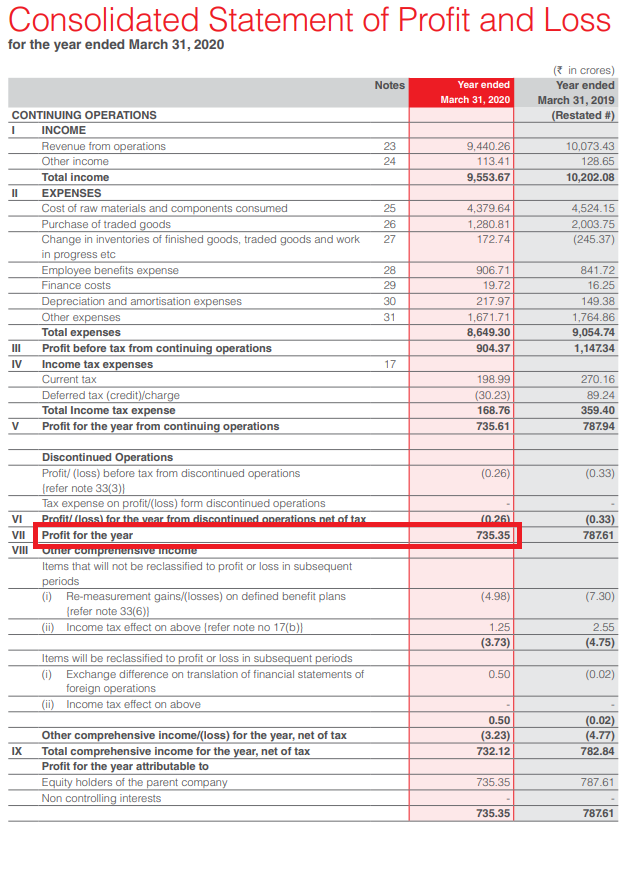 Consolidated Statement of Profit and Loss
for the year ended March 31, 2020
(₹ in crores)
Notes Year ended Year ended
March 31, 2020 March 31, 2019
CONTINUING OPERATIONS (Restated #)
I INCOME
Revenue from operations 23 9,440.26 10,073.43
Other income 24 113.41 128.65
Total income 9,553.67 10,202.08
II EXPENSES
Cost of raw materials and components consumed 25 4,379.64 4,524.15
Purchase of traded goods 26 1,280.81 2,003.75
Change in inventories of finished goods, traded goods and work 27 172.74 (245.37)
in progress etc
Employee benefits expense 28 906.71 841.72
Finance costs 29 19.72 16.25
Depreciation and amortisation expenses 30 217.97 149.38
Other expenses 31 1,671.71 1,764.86
Total expenses 8,649.30 9,054.74
III Profit before tax from continuing operations 904.37 1,147.34
IV Income tax expenses 17
Current tax 198.99 270.16
Deferred tax (credit)/charge (30.23) 89.24
Total Income tax expense 168.76 359.40
V Profit for the year from continuing operations 735.61 787.94
Discontinued Operations
Profit/ (loss) before tax from discontinued operations (0.26) (0.33)
{refer note 33(3)}
Tax expense on profit/(loss) form discontinued operations - -
VI Profit/ (loss) for the year from discontinued operations net of tax (0.26) (0.33)
VII Profit for the year 735.35 787.61
VIII Other comprehensive income
Items that will not be reclassified to profit or loss in subsequent
periods
(i) Re-measurement gains/(losses) on defined benefit plans (4.98) (7.30)
{refer note 33(6)}
(ii) Income tax effect on above {refer note no 17(b)} 1.25 2.55
(3.73) (4.75)
Items will be reclassified to profit or loss in subsequent periods
(i) Exchange difference on translation of financial statements of 0.50 (0.02)
foreign operations
(ii) Income tax effect on above - -
0.50 (0.02)
Other comprehensive income/(loss) for the year, net of tax (3.23) (4.77)
IX Total comprehensive income for the year, net of tax 732.12 782.84
Profit for the year attributable to
Equity holders of the parent company 735.35 787.61
Non controlling interests - -
735.35 787.61